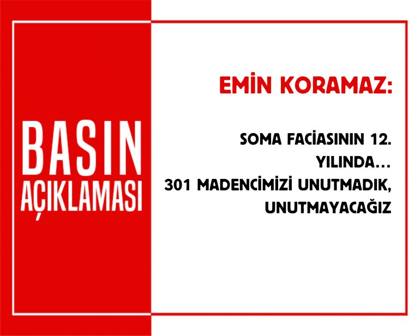 BASIN
AÇIKLAMASI
EMİN KORAMAZ:
SOMA FACİASININ 12.
YILINDA...
301 MADENCİMİZİ UNUTMADIK,
UNUTMAYACAĞIZ